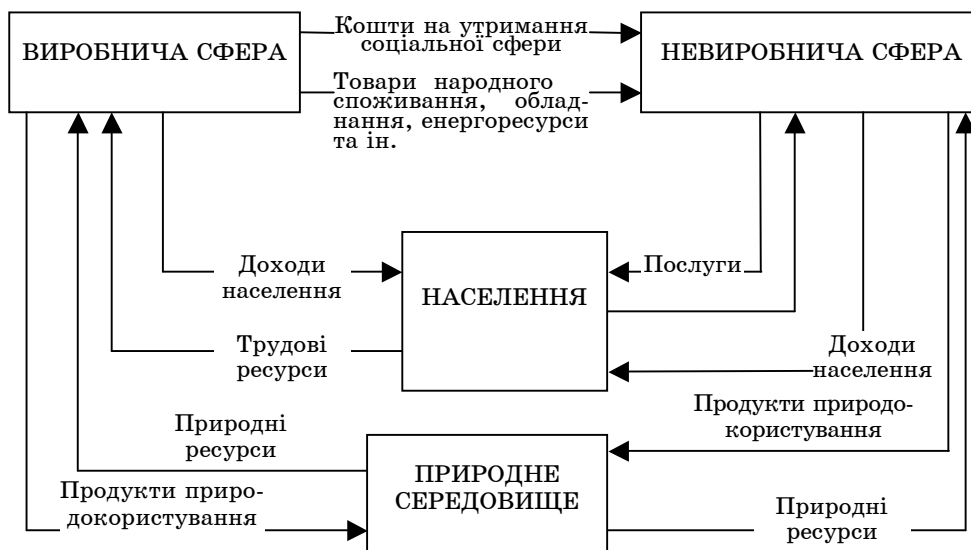 ВИРОБНИЧА СФЕРА
Кошти на утримання
соціальної сфери
НЕВИРОБНИЧА СФЕРА
Товари народного
споживання, облад-
нання, енергоресурси
та ін.
Доходи
населення
НАСЕЛЕННЯ
Послуги
Трудові
ресурси
Доходи
населення
Природні
ресурси
Продукти природо-
користування
ПРИРОДНЕ
СЕРЕДОВИЩЕ
Продукти приро-
докористування
Природні
ресурси